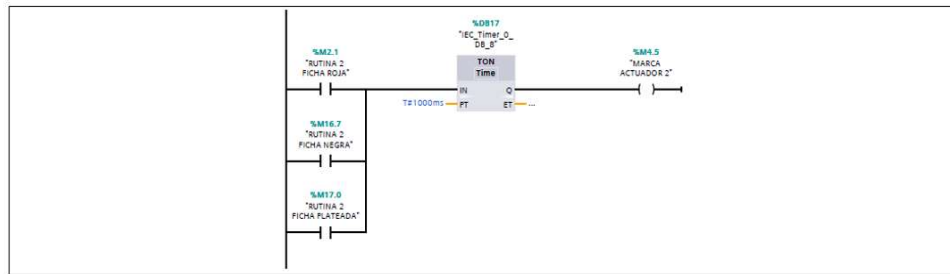 %DB17
"IEC_Timer_0_
DB_8"
%M2.1
"RUTINA 2
FICHA ROJA"
TON
Time
%M4.5
"MARCA
ACTUADOR 2"
IN
Q
T#1000ms
PT
ET
...
%M16.7
"RUTINA 2
FICHA NEGRA"
%M17.0
"RUTINA 2
FICHA PLATEADA"